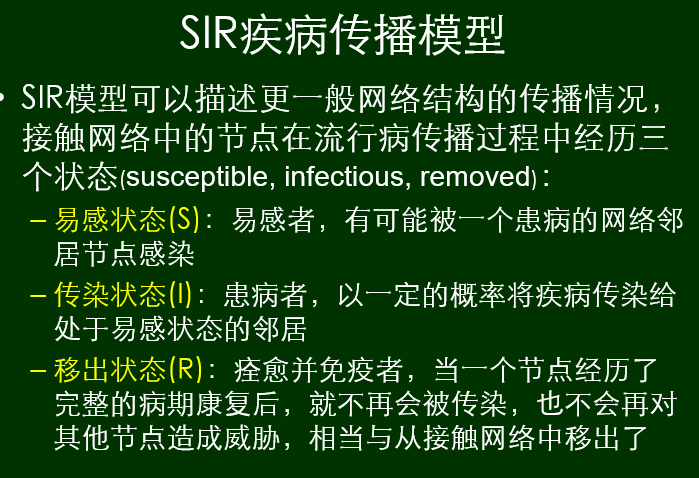 SIR疾病传播模型
• SIR模型可以描述更一般网络结构的传播情况，
接触网络中的节点在流行病传播过程中经历三
个状态(susceptible, infectious, removed)：
– 易感状态(S)：易感者，有可能被一个患病的网络邻
居节点感染
– 传染状态(I)：患病者，以一定的概率将疾病传染给
处于易感状态的邻居
– 移出状态(R)：痊愈并免疫者，当一个节点经历了
完整的病期康复后，就不再会被传染，也不会再对
其他节点造成威胁，相当与从接触网络中移出了